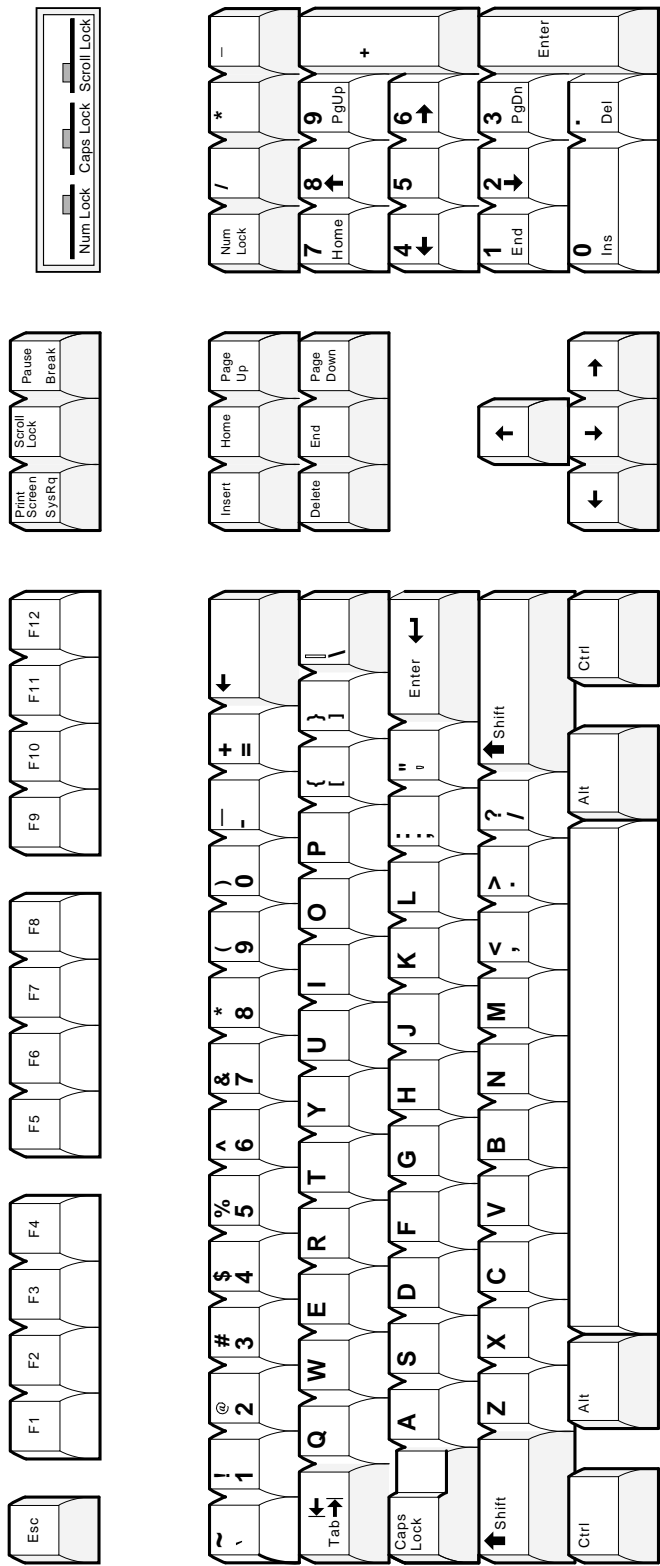 Esc F1 F2 F3 F4 F5 F6 F7 F8 F9 F10 F11 F12
Print Screen SysRq Scroll Lock Pause Break
Num Lock Caps Lock Scroll Lock
~ ` ! 1 @ 2 # 3 $ 4 % 5 ^ 6 & 7 * 8 ( 9 ) 0 — - + = ←
Insert Home Page Up
Num Lock / * −
Tab Q W E R T Y U I O P { [ } ] | \
Delete End Page Down
7 Home 8 ↑ 9 PgUp +
Caps Lock A S D F G H J K L : ; " ' Enter ↵
4 ← 5 6 →
Shift Z X C V B N M < , > . ? / Shift
↑
1 End 2 ↓ 3 PgDn Enter
Ctrl Alt Alt Ctrl
← ↓ →
0 Ins . Del